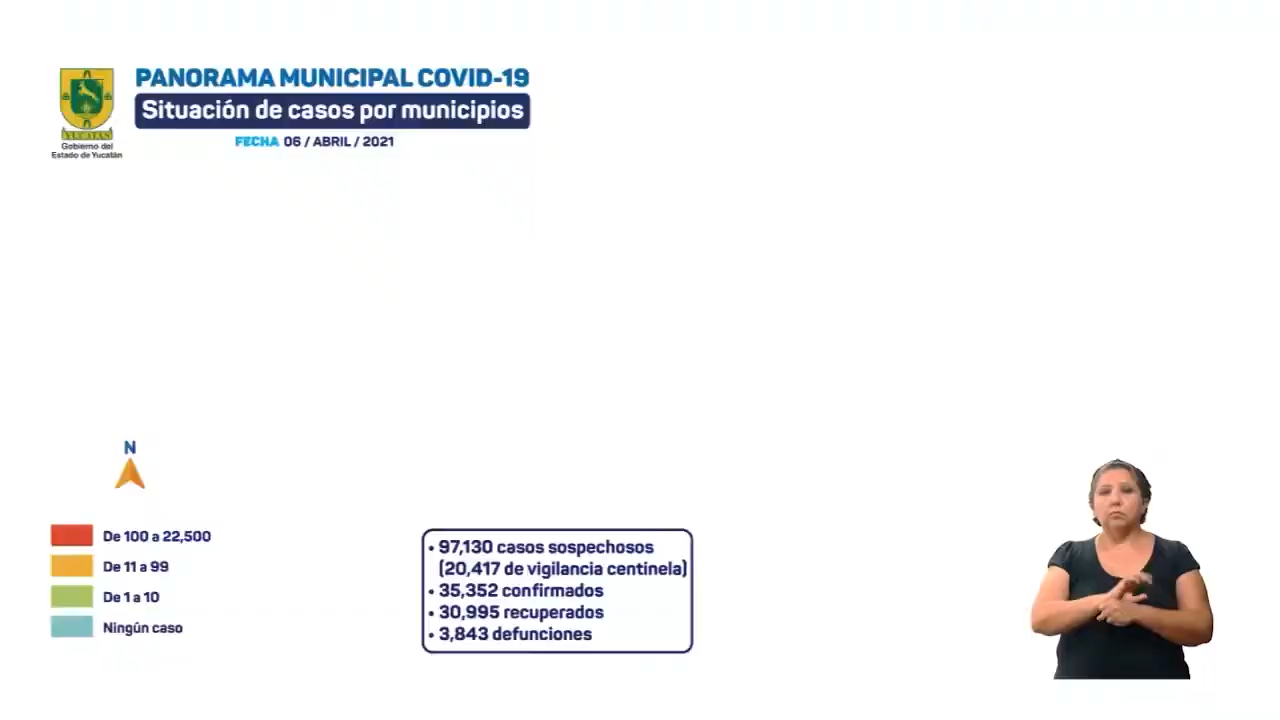 PANORAMA MUNICIPAL COVID-19
Situación de casos por municipios
FECHA 06 / ABRIL / 2021
YUCATÁN
Gobierno del
Estado de Yucatán
N
De 100 a 22,500
De 11 a 99
De 1 a 10
Ningún caso
• 97,130 casos sospechosos
(20,417 de vigilancia centinela)
• 35,352 confirmados
• 30,995 recuperados
• 3,843 defunciones